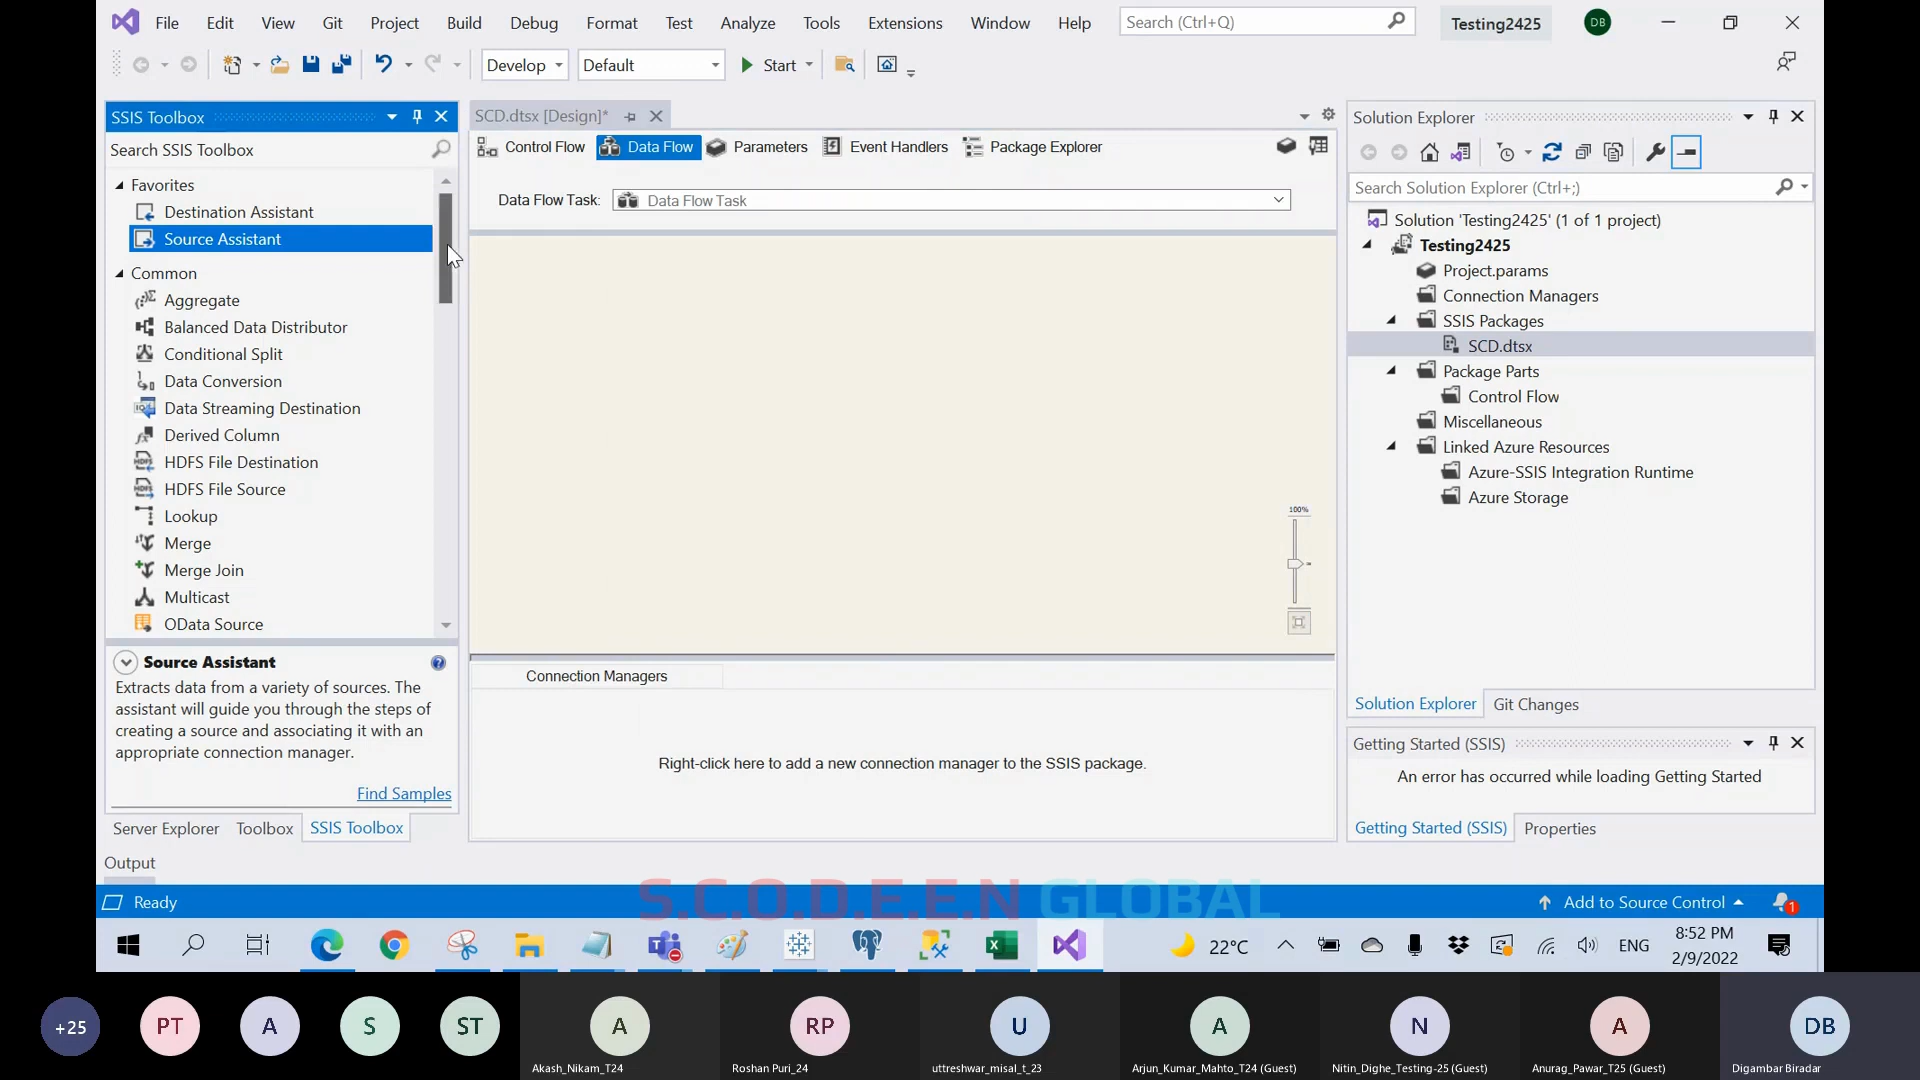 File Edit View Git Project Build Debug Format Test Analyze Tools Extensions Window Help Search (Ctrl+Q) Testing2425 DB
Develop Default Start
SSIS Toolbox
Search SSIS Toolbox
Favorites
Destination Assistant
Source Assistant
Common
Aggregate
Balanced Data Distributor
Conditional Split
Data Conversion
Data Streaming Destination
Derived Column
HDFS File Destination
HDFS File Source
Lookup
Merge
Merge Join
Multicast
OData Source
Source Assistant
Extracts data from a variety of sources. The
assistant will guide you through the steps of
creating a source and associating it with an
appropriate connection manager.
Find Samples
Server Explorer Toolbox SSIS Toolbox
Output
SCD.dtsx [Design]*
Control Flow Data Flow Parameters Event Handlers Package Explorer
Data Flow Task: Data Flow Task
100%
Connection Managers
Right-click here to add a new connection manager to the SSIS package.
Solution Explorer
Search Solution Explorer (Ctrl+;)
Solution 'Testing2425' (1 of 1 project)
Testing2425
Project.params
Connection Managers
SSIS Packages
SCD.dtsx
Package Parts
Control Flow
Miscellaneous
Linked Azure Resources
Azure-SSIS Integration Runtime
Azure Storage
Solution Explorer Git Changes
Getting Started (SSIS)
An error has occurred while loading Getting Started
Getting Started (SSIS) Properties
Ready Add to Source Control 1
S.C.O.D.E.E.N GLOBAL
22°C ENG 8:52 PM
2/9/2022
+25 PT A S ST A RP U A N A DB
Akash_Nikam_T24 Roshan Puri_24 uttreshwar_misal_t_23 Arjun_Kumar_Mahto_T24 (Guest) Nitin_Dighe_Testing-25 (Guest) Anurag_Pawar_T25 (Guest) Digambar Biradar